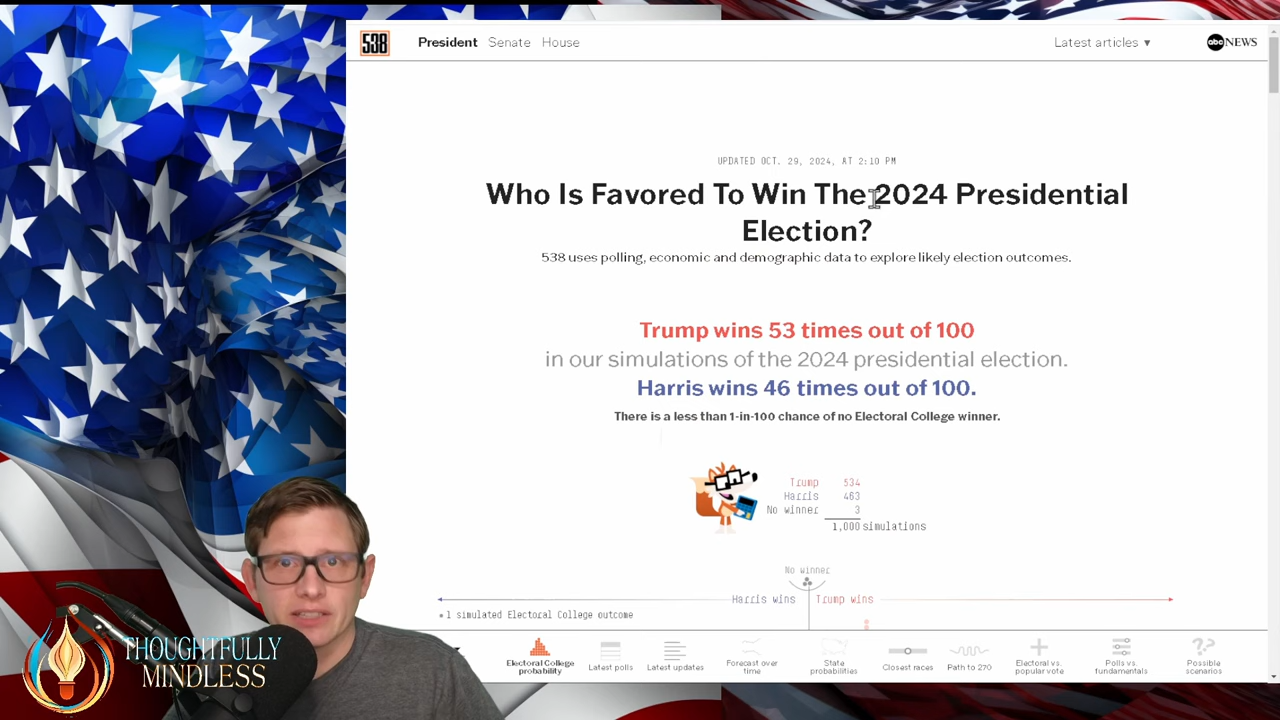 538 President Senate House Latest articles ▾ abc NEWS
UPDATED OCT. 29, 2024, AT 2:10 PM
Who Is Favored To Win The 2024 Presidential
Election?
538 uses polling, economic and demographic data to explore likely election outcomes.
Trump wins 53 times out of 100
in our simulations of the 2024 presidential election.
Harris wins 46 times out of 100.
There is a less than 1-in-100 chance of no Electoral College winner.
Trump 534
Harris 463
No winner 3
1,000 simulations
No winner
Harris wins Trump wins
1 simulated Electoral College outcome
Electoral College
probability
Latest polls
Latest updates
Forecast over
time
State
probabilities
Closest races
Path to 270
Electoral vs.
popular vote
Polls vs.
fundamentals
Possible
scenarios
THOUGHTFULLY
MINDLESS